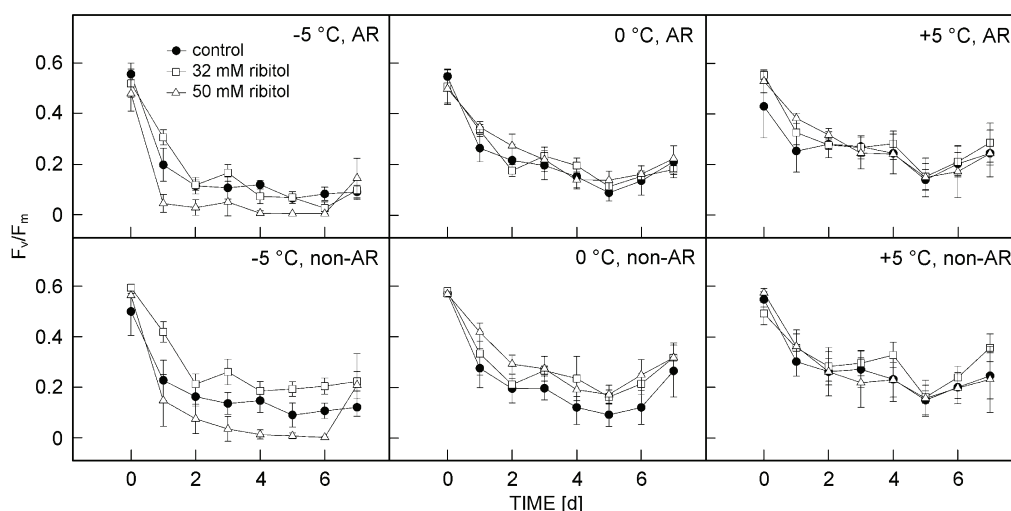 -5 °C, AR
0 °C, AR
+5 °C, AR
control
32 mM ribitol
50 mM ribitol
0.6
0.4
0.2
0
-5 °C, non-AR
0 °C, non-AR
+5 °C, non-AR
0.6
0.4
0.2
0
Fv/Fm
0 2 4 6 0 2 4 6 0 2 4 6
TIME [d]